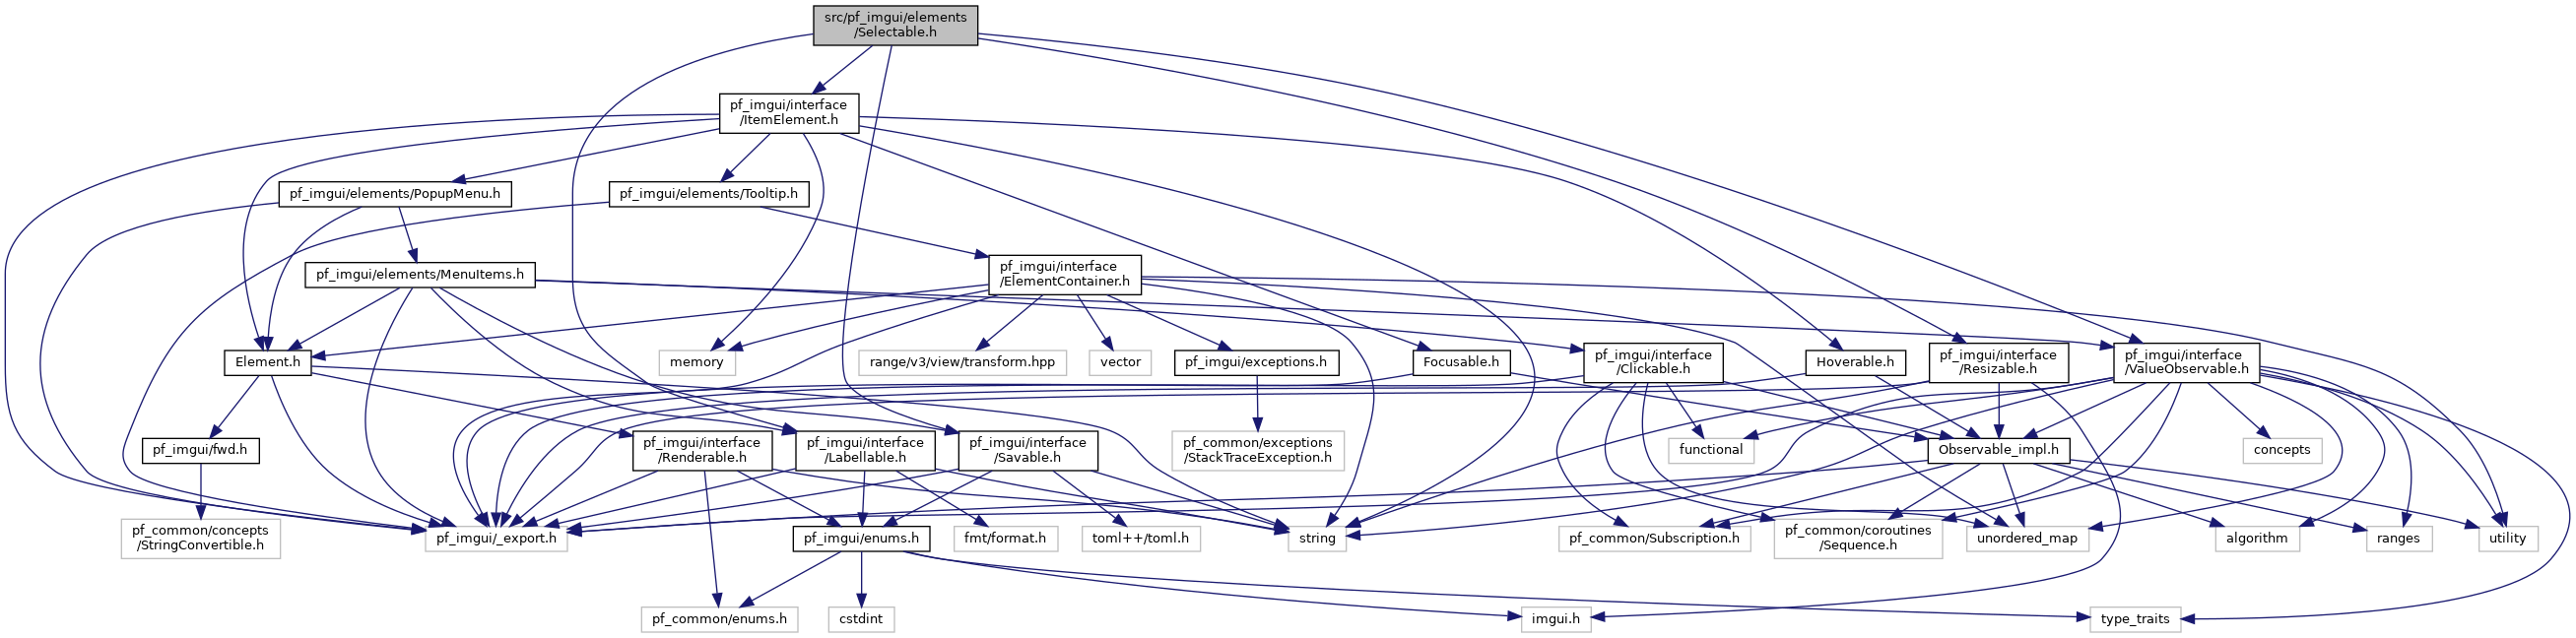 src/pf_imgui/elements
/Selectable.h
pf_imgui/interface
/ItemElement.h
pf_imgui/elements/PopupMenu.h
pf_imgui/elements/Tooltip.h
pf_imgui/elements/MenuItems.h
pf_imgui/interface
/ElementContainer.h
Element.h
memory
range/v3/view/transform.hpp
vector
pf_imgui/exceptions.h
Focusable.h
pf_imgui/interface
/Clickable.h
Hoverable.h
pf_imgui/interface
/Resizable.h
pf_imgui/interface
/ValueObservable.h
pf_imgui/fwd.h
pf_imgui/interface
/Renderable.h
pf_imgui/interface
/Labellable.h
pf_imgui/interface
/Savable.h
pf_common/exceptions
/StackTraceException.h
functional
Observable_impl.h
concepts
pf_common/concepts
/StringConvertible.h
pf_imgui/_export.h
pf_imgui/enums.h
fmt/format.h
toml++/toml.h
string
pf_common/Subscription.h
pf_common/coroutines
/Sequence.h
unordered_map
algorithm
ranges
utility
pf_common/enums.h
cstdint
imgui.h
type_traits